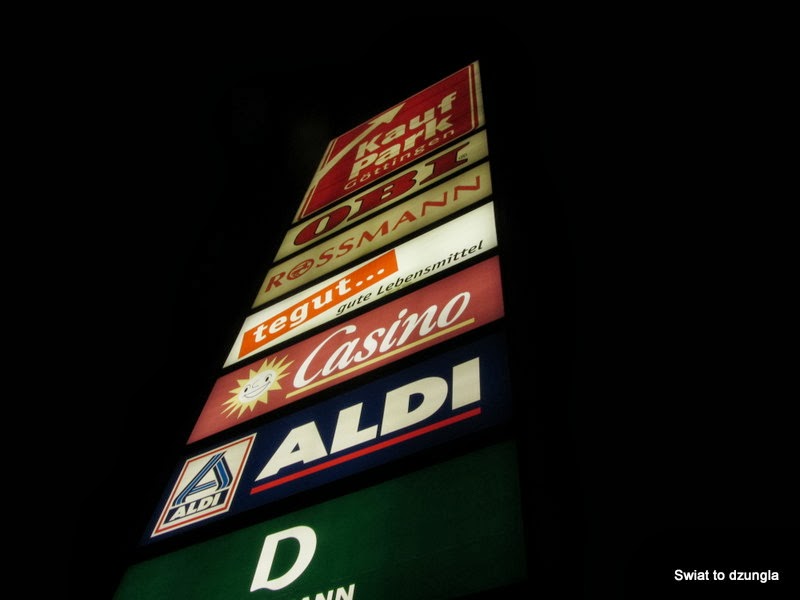 Kauf
Park
Göttingen
OBI
ROSSMANN
tegut...
gute Lebensmittel
Casino
ALDI
ALDI
D
Swiat to dzungla